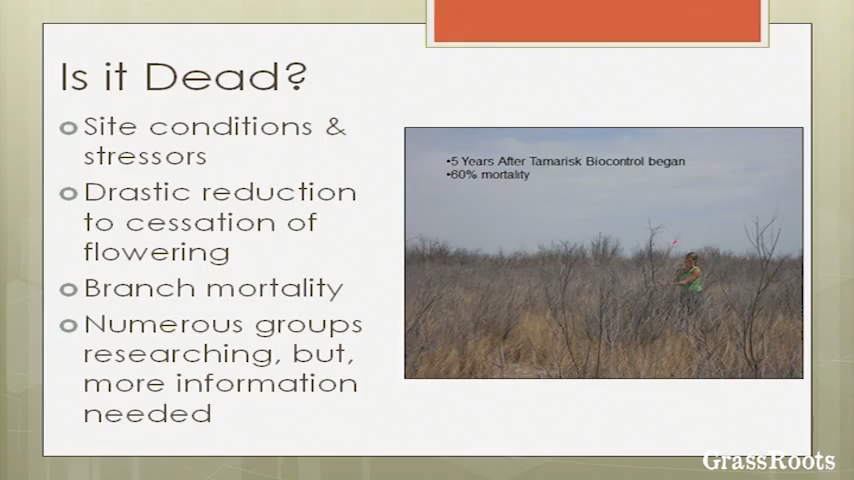 Is it Dead?
Site conditions &
stressors
Drastic reduction
to cessation of
flowering
Branch mortality
Numerous groups
researching, but,
more information
needed
•5 Years After Tamarisk Biocontrol began
•60% mortality
GrassRoots